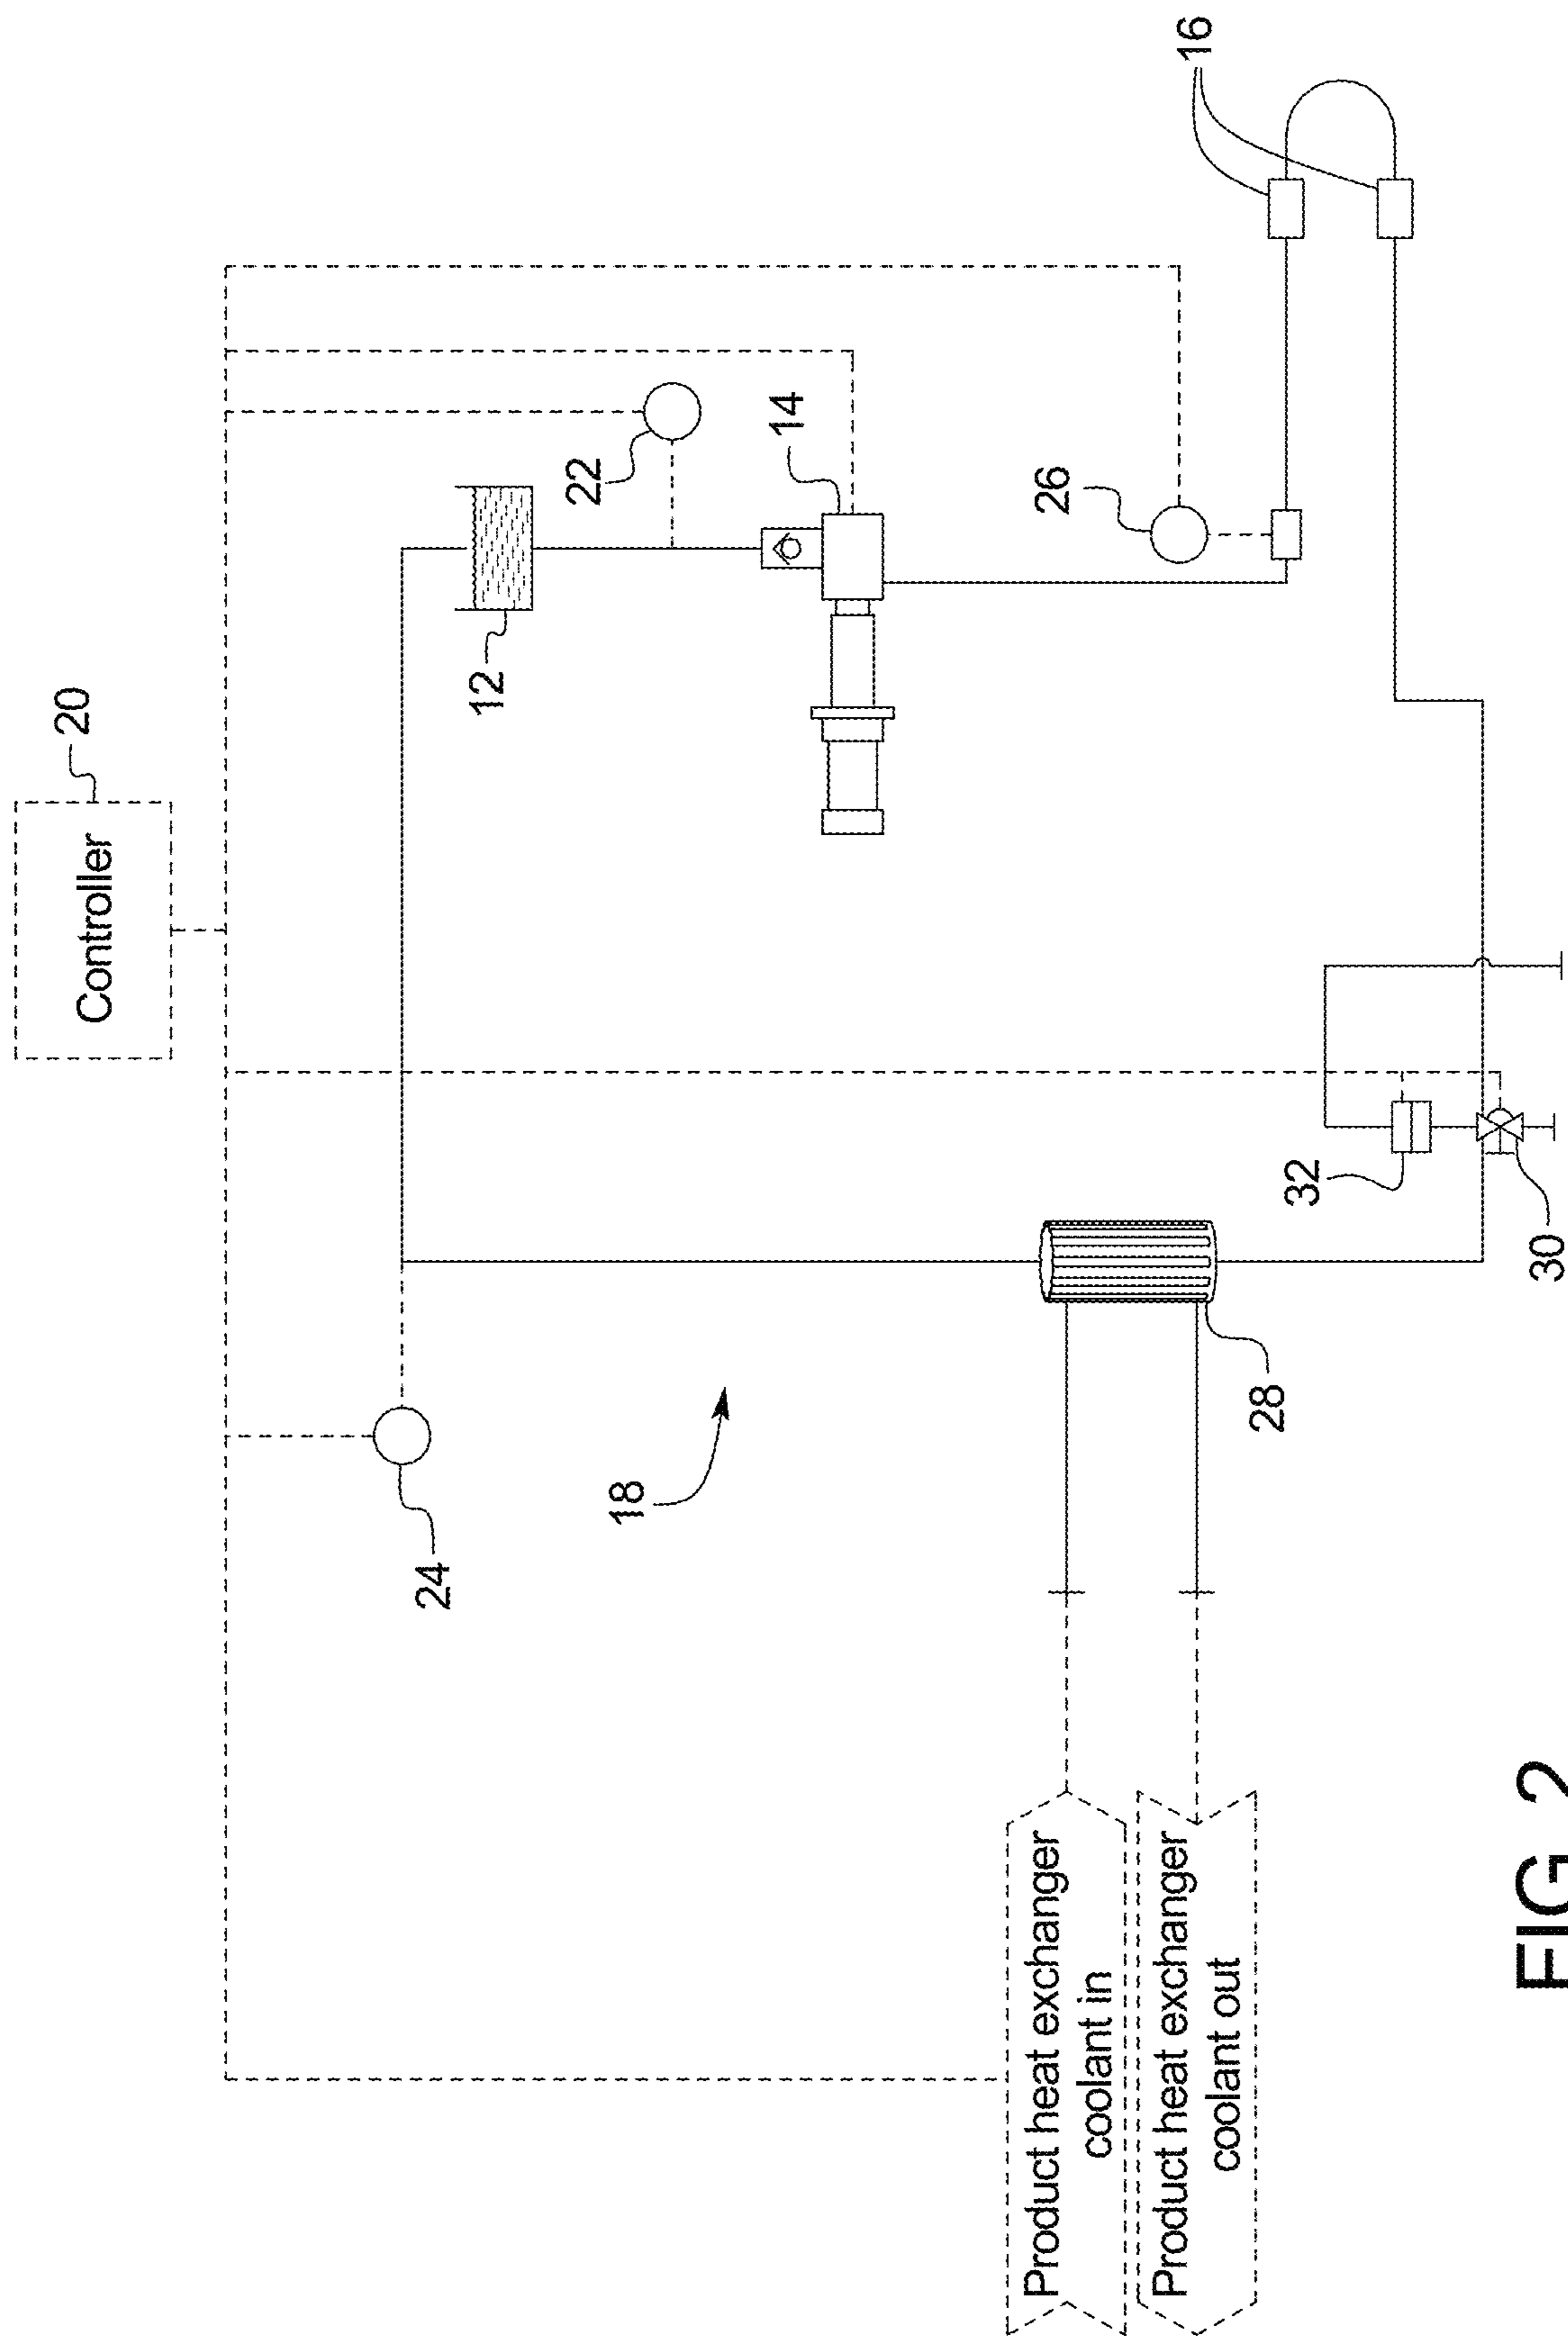 20
Controller
24
12
22
18
14
26
Product heat exchanger
coolant in
Product heat exchanger
coolant out
16
28
32
30
FIG 2